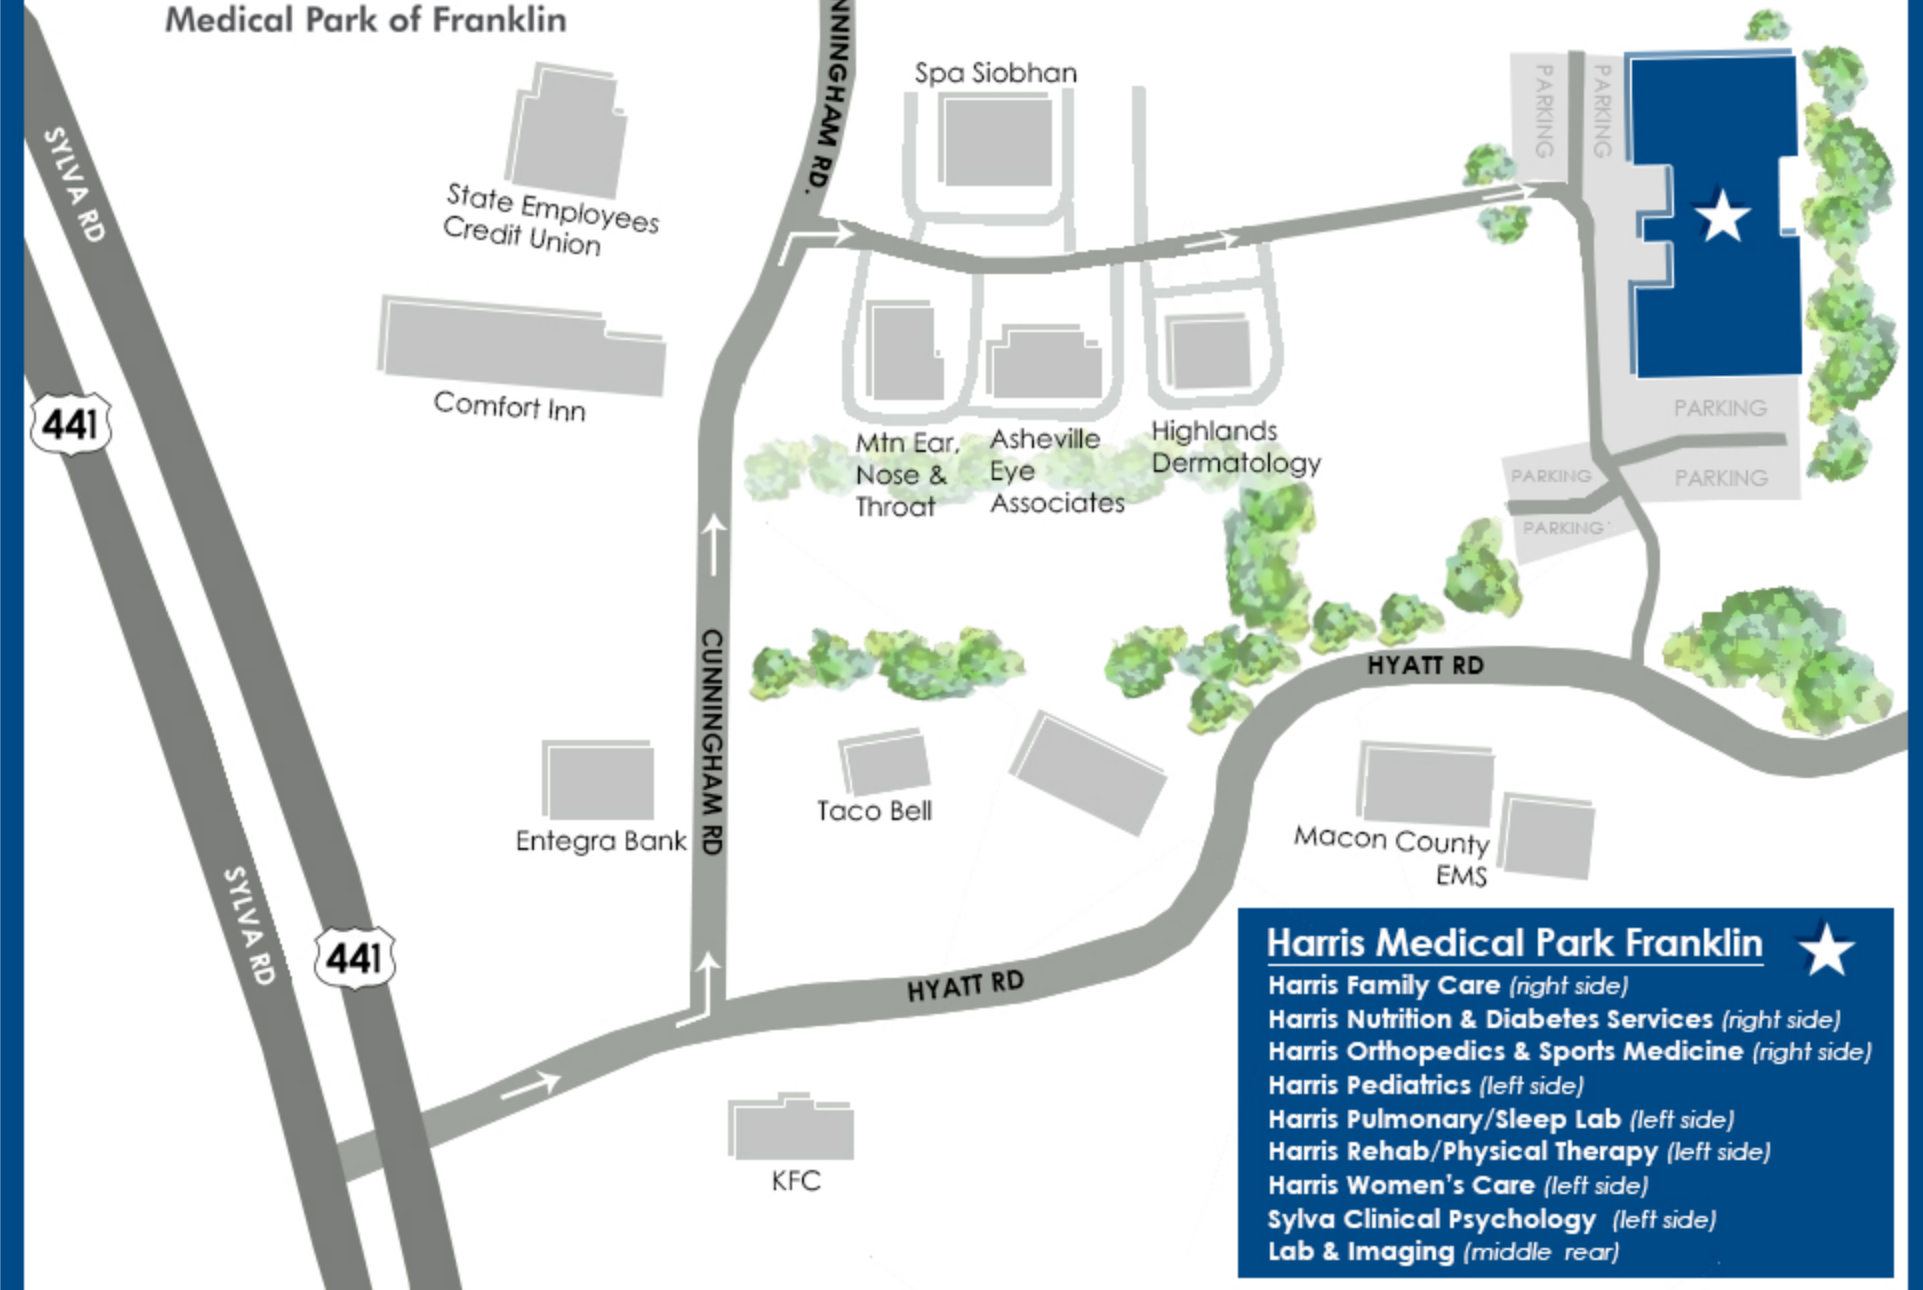 Medical Park of Franklin
NNINGHAM RD.
Spa Siobhan
PARKING
PARKING
SYLVA RD
State Employees
Credit Union
441
Comfort Inn
Mtn Ear,
Nose &
Throat
Asheville
Eye
Associates
Highlands
Dermatology
PARKING
PARKING
PARKING
PARKING
CUNNINGHAM RD
HYATT RD
Taco Bell
Entegra Bank
Macon County
EMS
SYLVA RD
441
HYATT RD
KFC
Harris Medical Park Franklin
Harris Family Care (right side)
Harris Nutrition & Diabetes Services (right side)
Harris Orthopedics & Sports Medicine (right side)
Harris Pediatrics (left side)
Harris Pulmonary/Sleep Lab (left side)
Harris Rehab/Physical Therapy (left side)
Harris Women's Care (left side)
Sylva Clinical Psychology (left side)
Lab & Imaging (middle rear)